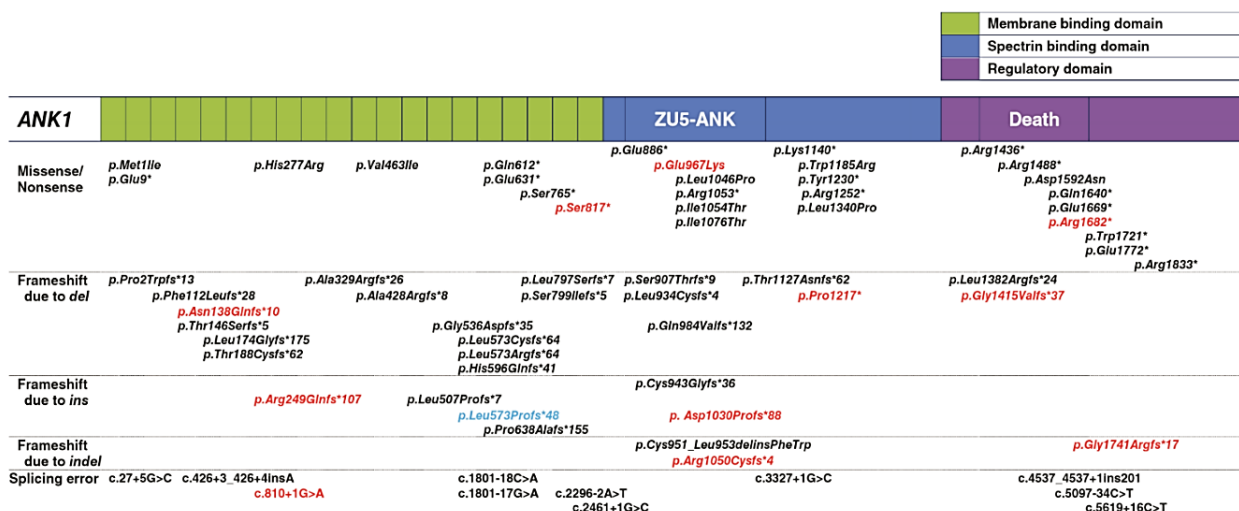 Membrane binding domain
Spectrin binding domain
Regulatory domain
ANK1 ZU5-ANK Death
Missense/
Nonsense
p.Glu886* p.Lys1140* p.Arg1436*
p.Met1Ile p.His277Arg p.Val463Ile p.Gln612* p.Glu967Lys p.Trp1185Arg p.Arg1488*
p.Glu9* p.Glu631* p.Leu1046Pro p.Tyr1230* p.Asp1592Asn
p.Ser765* p.Arg1053* p.Arg1252* p.Gln1640*
p.Ser817* p.Ile1054Thr p.Leu1340Pro p.Glu1669*
p.Ile1076Thr p.Arg1682*
p.Trp1721*
p.Glu1772*
p.Arg1833*
Frameshift
due to del
p.Pro2Trpfs*13 p.Ala329Argfs*26 p.Leu797Serfs*7 p.Ser907Thrfs*9 p.Thr1127Asnfs*62 p.Leu1382Argfs*24
p.Phe112Leufs*28 p.Ala428Argfs*8 p.Ser799Ilefs*5 p.Leu934Cysfs*4 p.Pro1217* p.Gly1415Valfs*37
p.Asn138Glnfs*10
p.Thr146Serfs*5 p.Gly536Aspfs*35 p.Gln984Valfs*132
p.Leu174Glyfs*175 p.Leu573Cysfs*64
p.Thr188Cysfs*62 p.Leu573Argfs*64
p.His596Glnfs*41
Frameshift
due to ins
p.Cys943Glyfs*36
p.Arg249Glnfs*107 p.Leu507Profs*7
p.Leu573Profs*48 p. Asp1030Profs*88
p.Pro638Alafs*155
Frameshift
due to indel
p.Cys951_Leu953delinsPheTrp p.Gly1741Argfs*17
p.Arg1050Cysfs*4
Splicing error c.27+5G>C c.426+3_426+4insA c.1801-18C>A c.3327+1G>C c.4537_4537+1ins201
c.810+1G>A c.1801-17G>A c.2296-2A>T c.5097-34C>T
c.2461+1G>C c.5619+16C>T